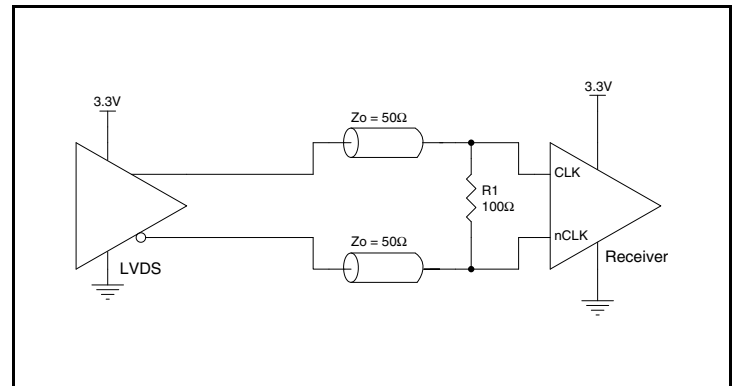 3.3V
3.3V
Zo = 50Ω
CLK
R1
100Ω
nCLK
Zo = 50Ω
Receiver
LVDS